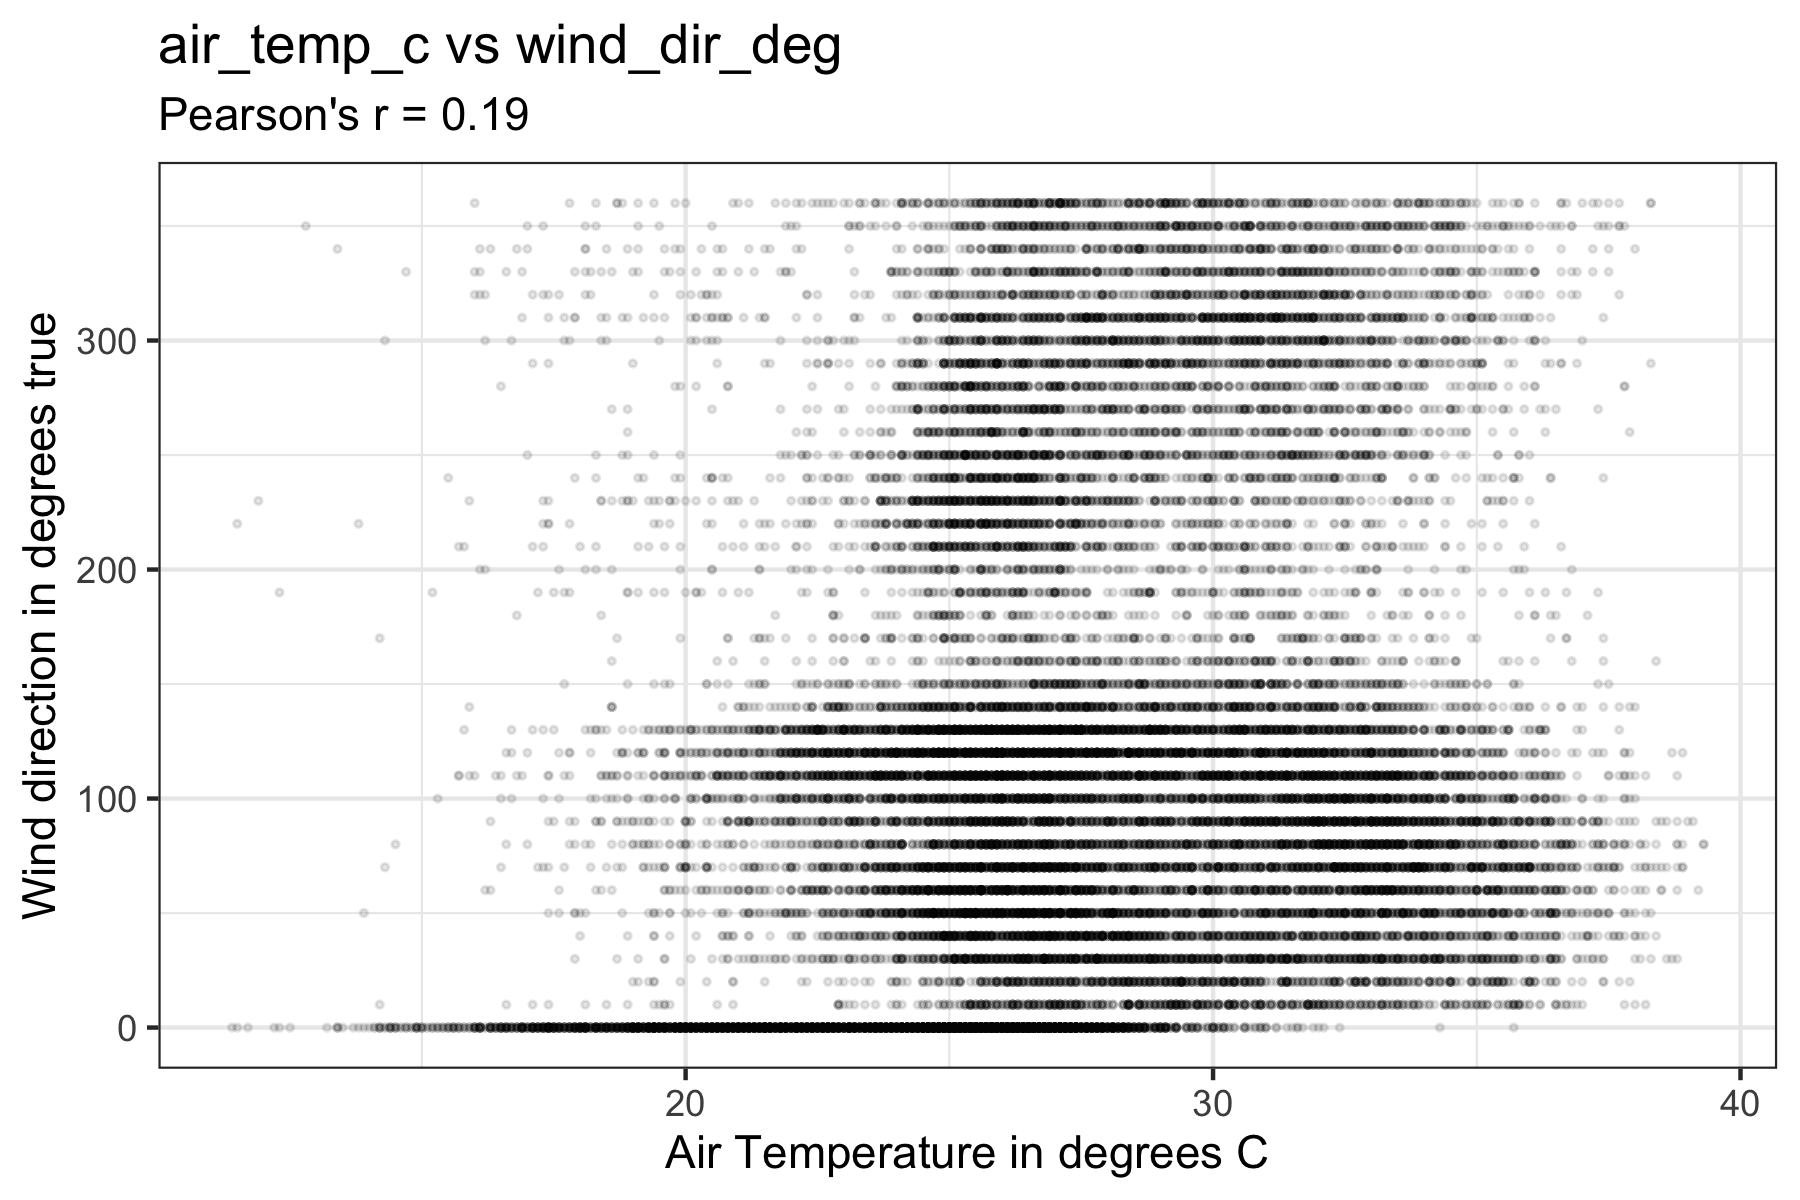 air_temp_c vs wind_dir_deg
Pearson's r = 0.19
Wind direction in degrees true
300
200
100
0
20
30
40
Air Temperature in degrees C